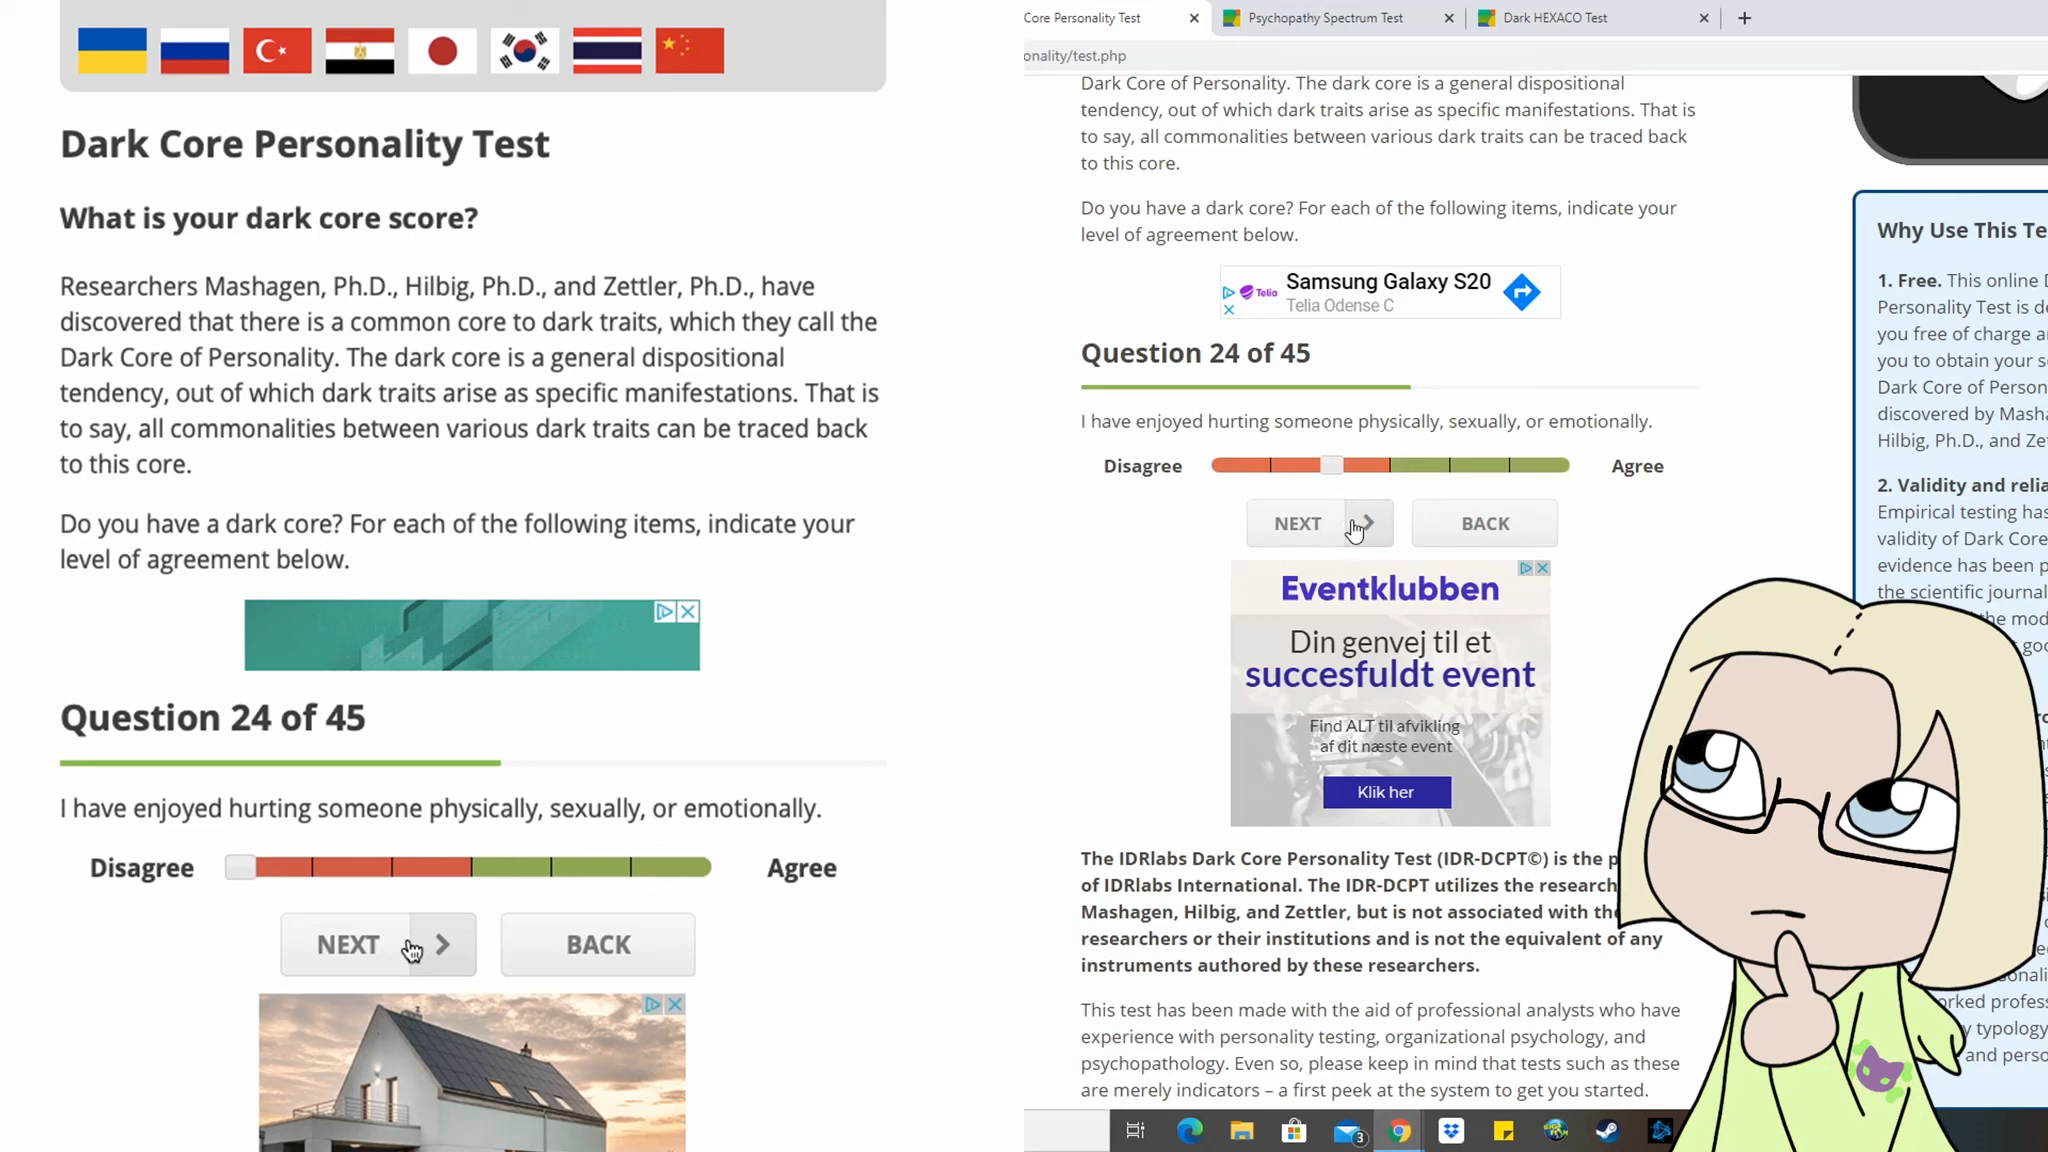 Dark Core Personality Test
What is your dark core score?
Researchers Mashagen, Ph.D., Hilbig, Ph.D., and Zettler, Ph.D., have
discovered that there is a common core to dark traits, which they call the
Dark Core of Personality. The dark core is a general dispositional
tendency, out of which dark traits arise as specific manifestations. That is
to say, all commonalities between various dark traits can be traced back
to this core.
Do you have a dark core? For each of the following items, indicate your
level of agreement below.
Question 24 of 45
I have enjoyed hurting someone physically, sexually, or emotionally.
Disagree
Agree
NEXT
BACK
Core Personality Test
Psychopathy Spectrum Test
Dark HEXACO Test
onality/test.php
Dark Core of Personality. The dark core is a general dispositional
tendency, out of which dark traits arise as specific manifestations. That is
to say, all commonalities between various dark traits can be traced back
to this core.
Do you have a dark core? For each of the following items, indicate your
level of agreement below.
Telia
Samsung Galaxy S20
Telia Odense C
Question 24 of 45
I have enjoyed hurting someone physically, sexually, or emotionally.
Disagree
Agree
NEXT
BACK
Eventklubben
Din genvej til et
succesfuldt event
Find ALT til afvikling
af dit næste event
Klik her
The IDRlabs Dark Core Personality Test (IDR-DCPT©) is the p
of IDRlabs International. The IDR-DCPT utilizes the research
Mashagen, Hilbig, and Zettler, but is not associated with the
researchers or their institutions and is not the equivalent of any
instruments authored by these researchers.
This test has been made with the aid of professional analysts who have
experience with personality testing, organizational psychology, and
psychopathology. Even so, please keep in mind that tests such as these
are merely indicators – a first peek at the system to get you started.
3
Why Use This Te
1. Free. This online D
Personality Test is de
you free of charge an
you to obtain your s
Dark Core of Person
discovered by Masha
Hilbig, Ph.D., and Ze
2. Validity and relia
Empirical testing has
validity of Dark Core
evidence has been p
the scientific journal
the mod
goo
onali
orked profess
y typology
and perso